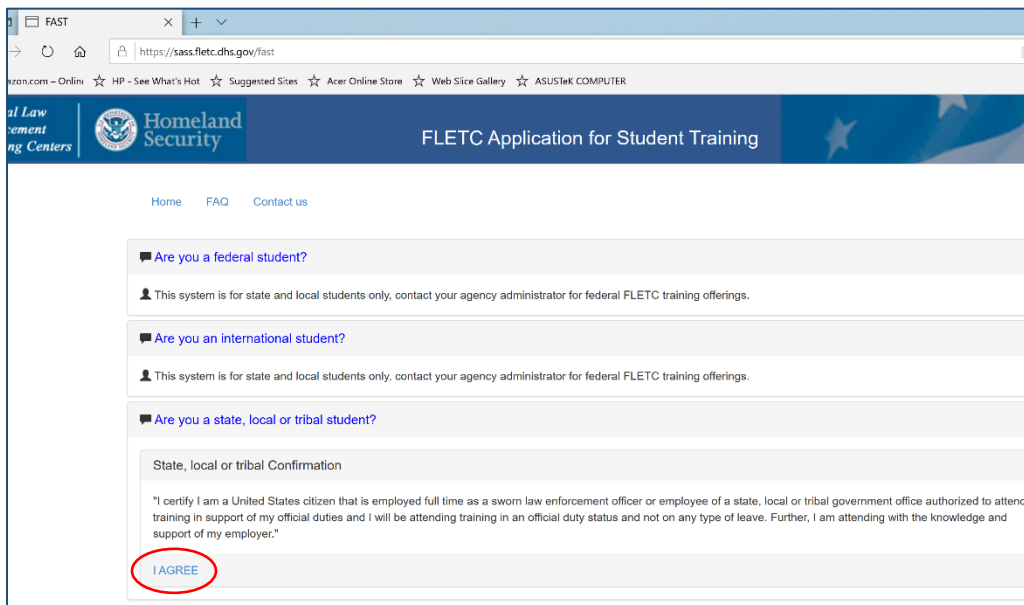 FAST
https://sass.fletc.dhs.gov/fast
HP - See What's Hot Suggested Sites Acer Online Store Web Slice Gallery ASUSTeK COMPUTER
Law
ng Centers
Homeland
Security
FLETC Application for Student Training
Home FAQ Contact us
Are you a federal student?
This system is for state and local students only, contact your agency administrator for federal FLETC training offerings.
Are you an international student?
This system is for state and local students only, contact your agency administrator for federal FLETC training offerings.
Are you a state, local or tribal student?
State, local or tribal Confirmation
"I certify I am a United States citizen that is employed full time as a sworn law enforcement officer or employee of a state, local or tribal government office authorized to attend
training in support of my official duties and I will be attending training in an official duty status and not on any type of leave. Further, I am attending with the knowledge and
support of my employer."
I AGREE